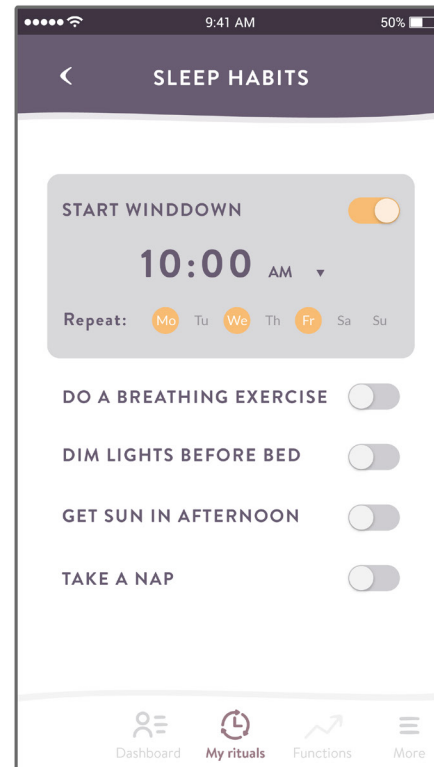 9:41 AM 50%
SLEEP HABITS
START WINDDOWN
10:00 AM
Repeat: Mo Tu We Th Fr Sa Su
DO A BREATHING EXERCISE
DIM LIGHTS BEFORE BED
GET SUN IN AFTERNOON
TAKE A NAP
Dashboard My rituals Functions More